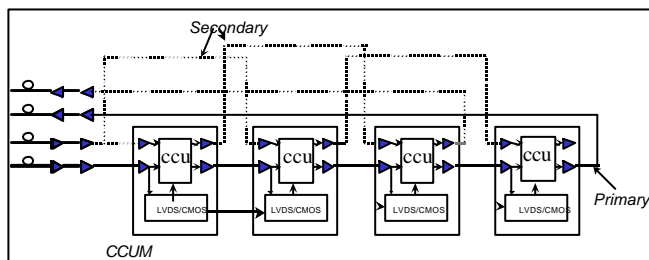 Secondary
ccu ccu ccu ccu
LVDS/CMOS LVDS/CMOS LVDS/CMOS LVDS/CMOS
Primary
CCUM